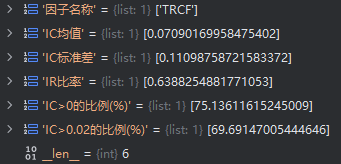 '因子名称' = {list: 1} ['TRCF']
'IC均值' = {list: 1} [0.07090169958475402]
'IC标准差' = {list: 1} [0.11098758721583372]
'IR比率' = {list: 1} [0.6388254881771053]
'IC>0的比例(%)' = {list: 1} [75.13611615245009]
'IC>0.02的比例(%)' = {list: 1} [69.69147005444646]
__len__ = {int} 6